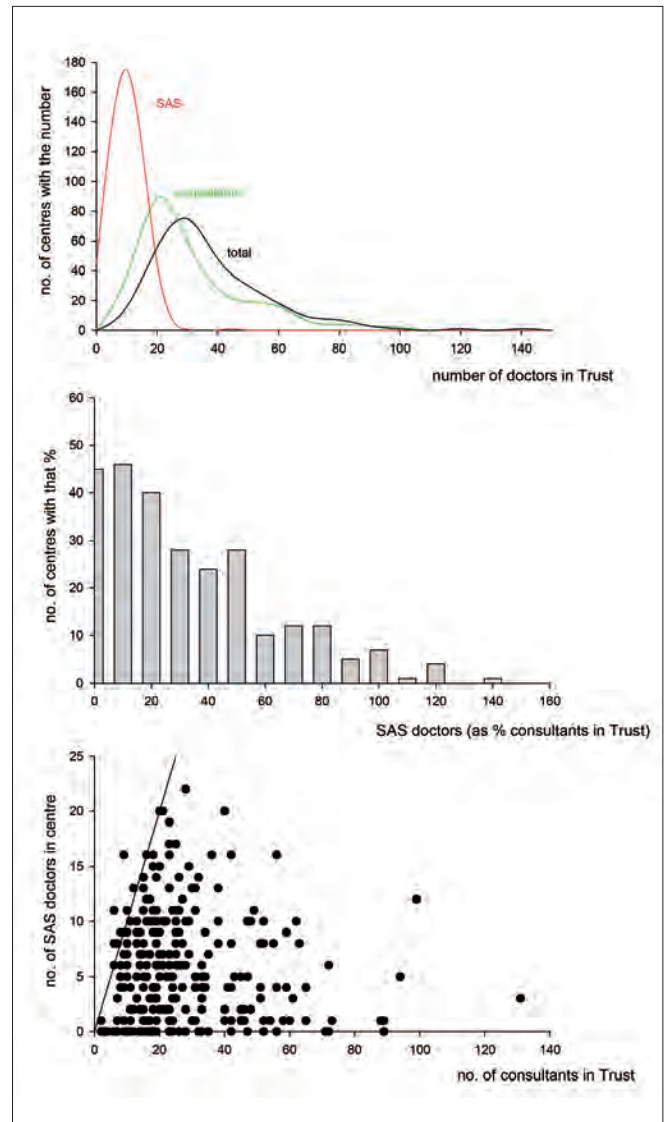 no. of centres with the number
180
160
140
120
100
80
60
40
20
0
SAS
total
0 20 40 60 80 100 120 140
number of doctors in Trust
no. of centres with that %
60
50
40
30
20
10
0
0 20 40 60 80 100 120 140 160
SAS doctors (as % consultants in Trust)
no. of SAS doctors in centre
25
20
15
10
5
0
0 20 40 60 80 100 120 140
no. of consultants in Trust